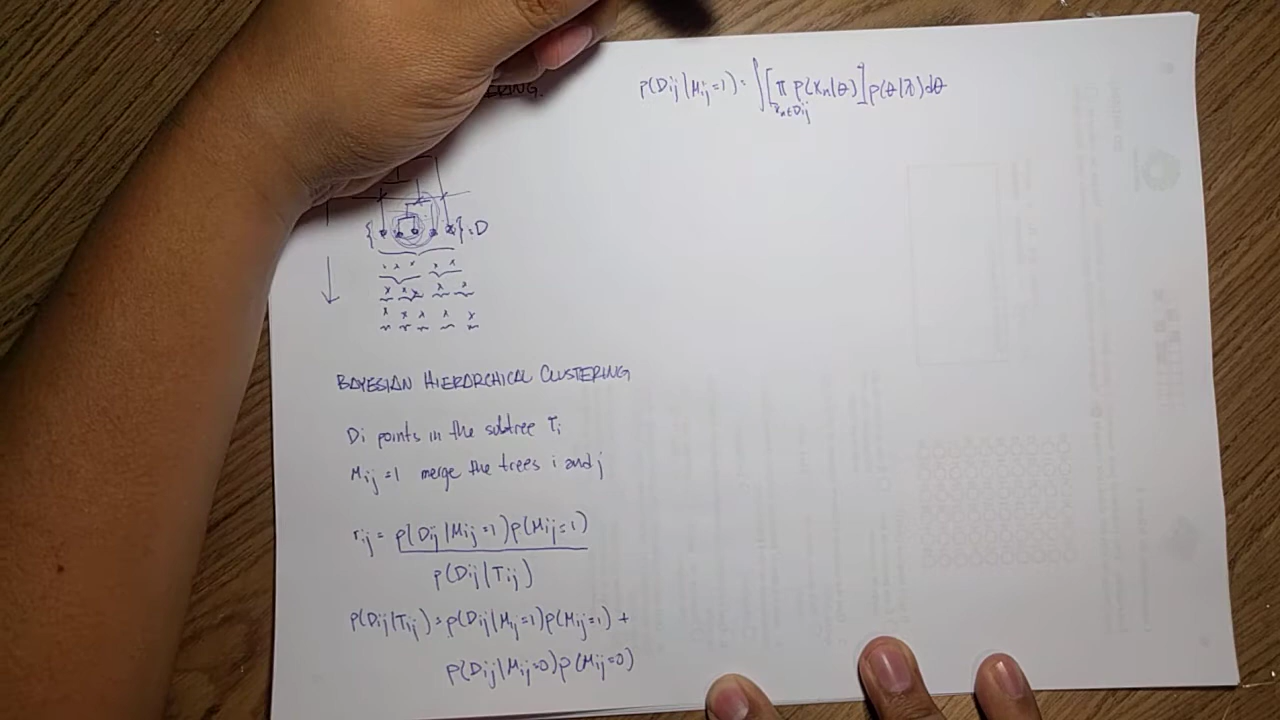 { } = D
BAYESIAN HIERARCHICAL CLUSTERING
Di points in the subtree Ti
Mij = 1 merge the trees i and j
rij = p(Dij | Mij = 1) p(Mij = 1)
p(Dij | Tij)
p(Dij | Tij) = p(Dij | Mij = 1) p(Mij = 1) +
p(Dij | Mij = 0) p(Mij = 0)
p(Dij | Mij = 1) = ∫ [ π p(xn | θ) ] p(θ | λ) dθ
xn ∈ Dij